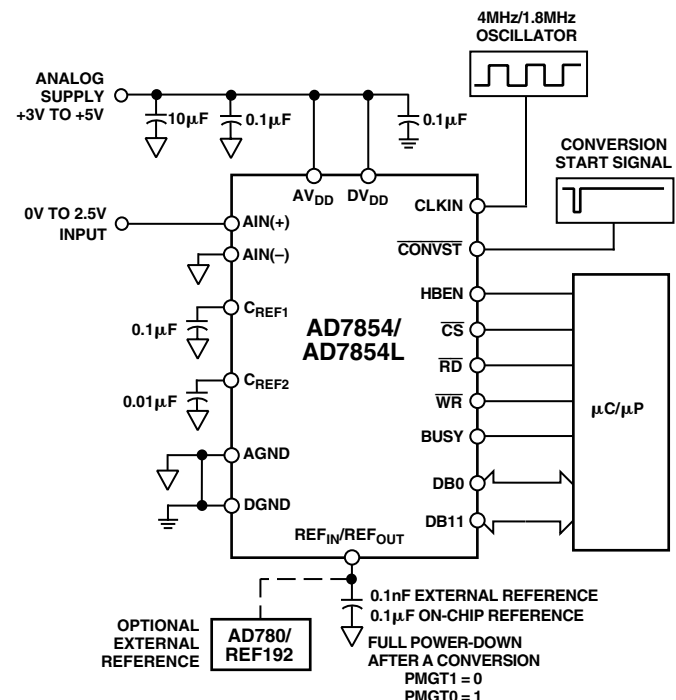 4MHz/1.8MHz
OSCILLATOR
ANALOG
SUPPLY
+3V TO +5V
10µF
0.1µF
0.1µF
CONVERSION
START SIGNAL
AVDD
DVDD
CLKIN
0V TO 2.5V
INPUT
AIN(+)
CONVST
AIN(–)
HBEN
CREF1
AD7854/
AD7854L
CS
0.1µF
RD
CREF2
0.01µF
WR
µC/µP
BUSY
AGND
DB0
DGND
DB11
REFIN/REFOUT
0.1nF EXTERNAL REFERENCE
0.1µF ON-CHIP REFERENCE
OPTIONAL
EXTERNAL
REFERENCE
AD780/
REF192
FULL POWER-DOWN
AFTER A CONVERSION
PMGT1 = 0
PMGT0 = 1